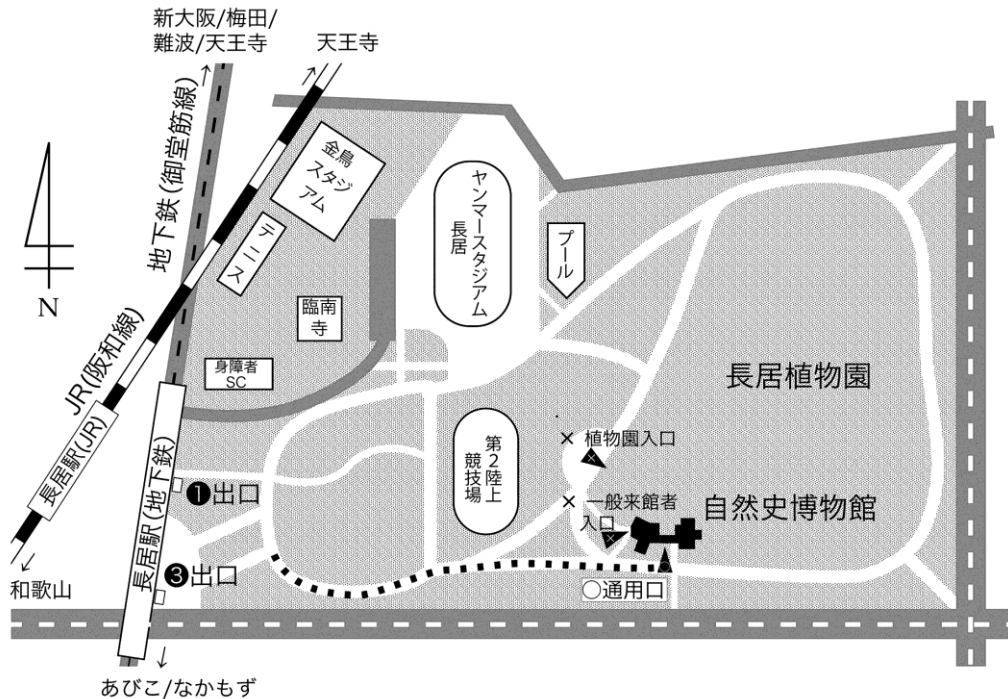 新大阪/梅田/
難波/天王寺
天王寺
地下鉄(御堂筋線)
JR(阪和線)
金鳥
スタジ
アム
テニス
ヤンマースタジアム
長居
プール
臨南
寺
身障者
SC
N
長居植物園
第2陸上
競技場
×植物園入口
×一般来館者
入口
自然史博物館
長居駅(JR)
長居駅(地下鉄)
❶出口
❸出口
○通用口
和歌山
あびこ/なかもず